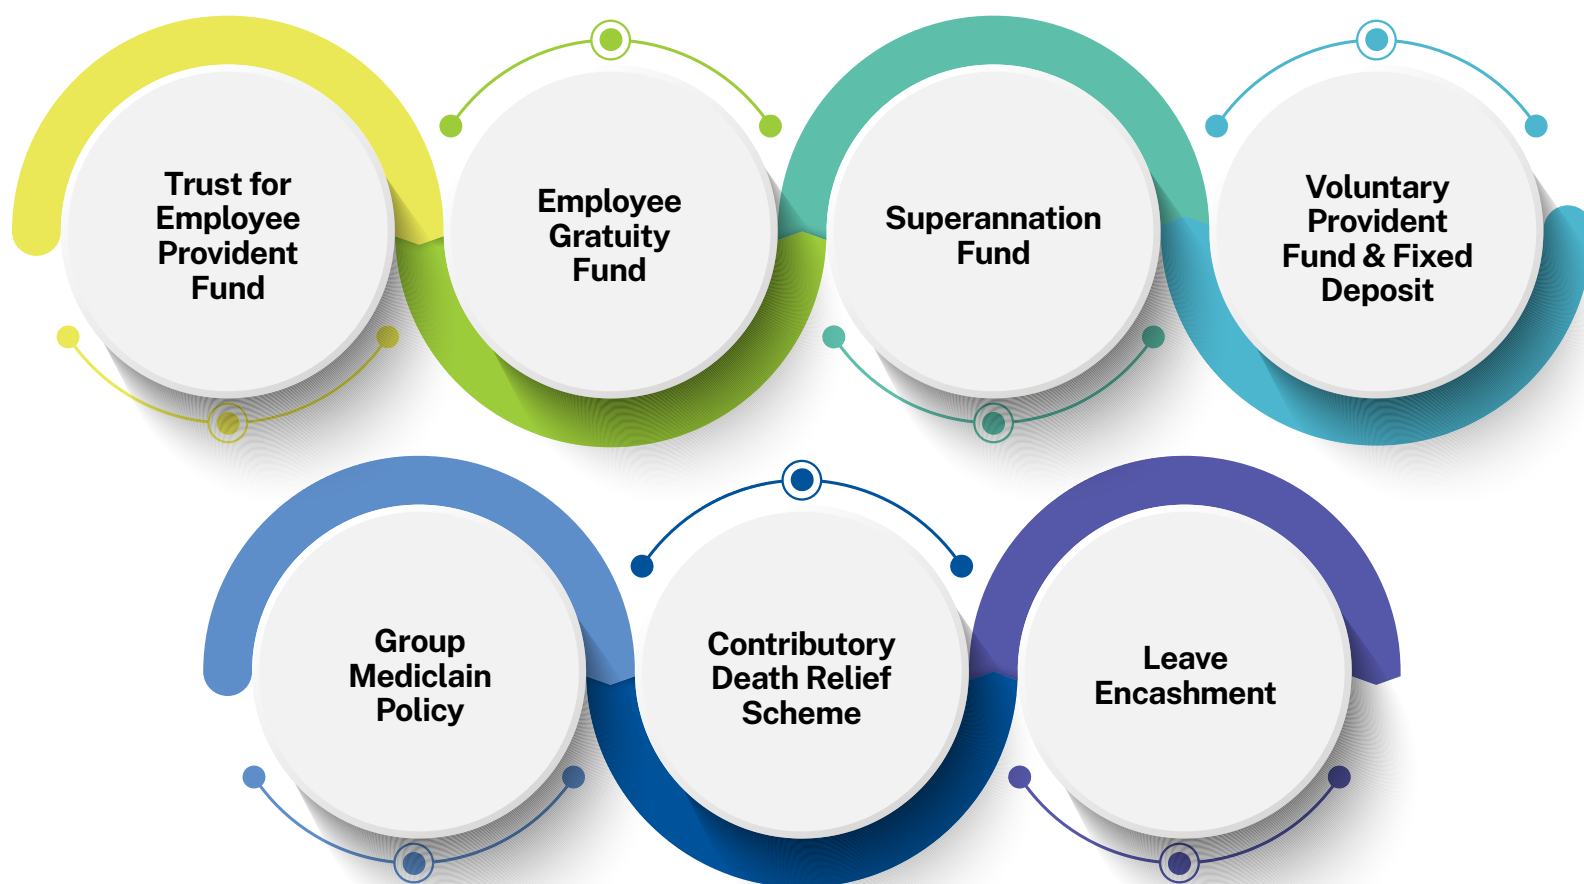 Trust for
Employee
Provident
Fund
Employee
Gratuity
Fund
Superannation
Fund
Voluntary
Provident
Fund & Fixed
Deposit
Group
Mediclain
Policy
Contributory
Death Relief
Scheme
Leave
Encashment